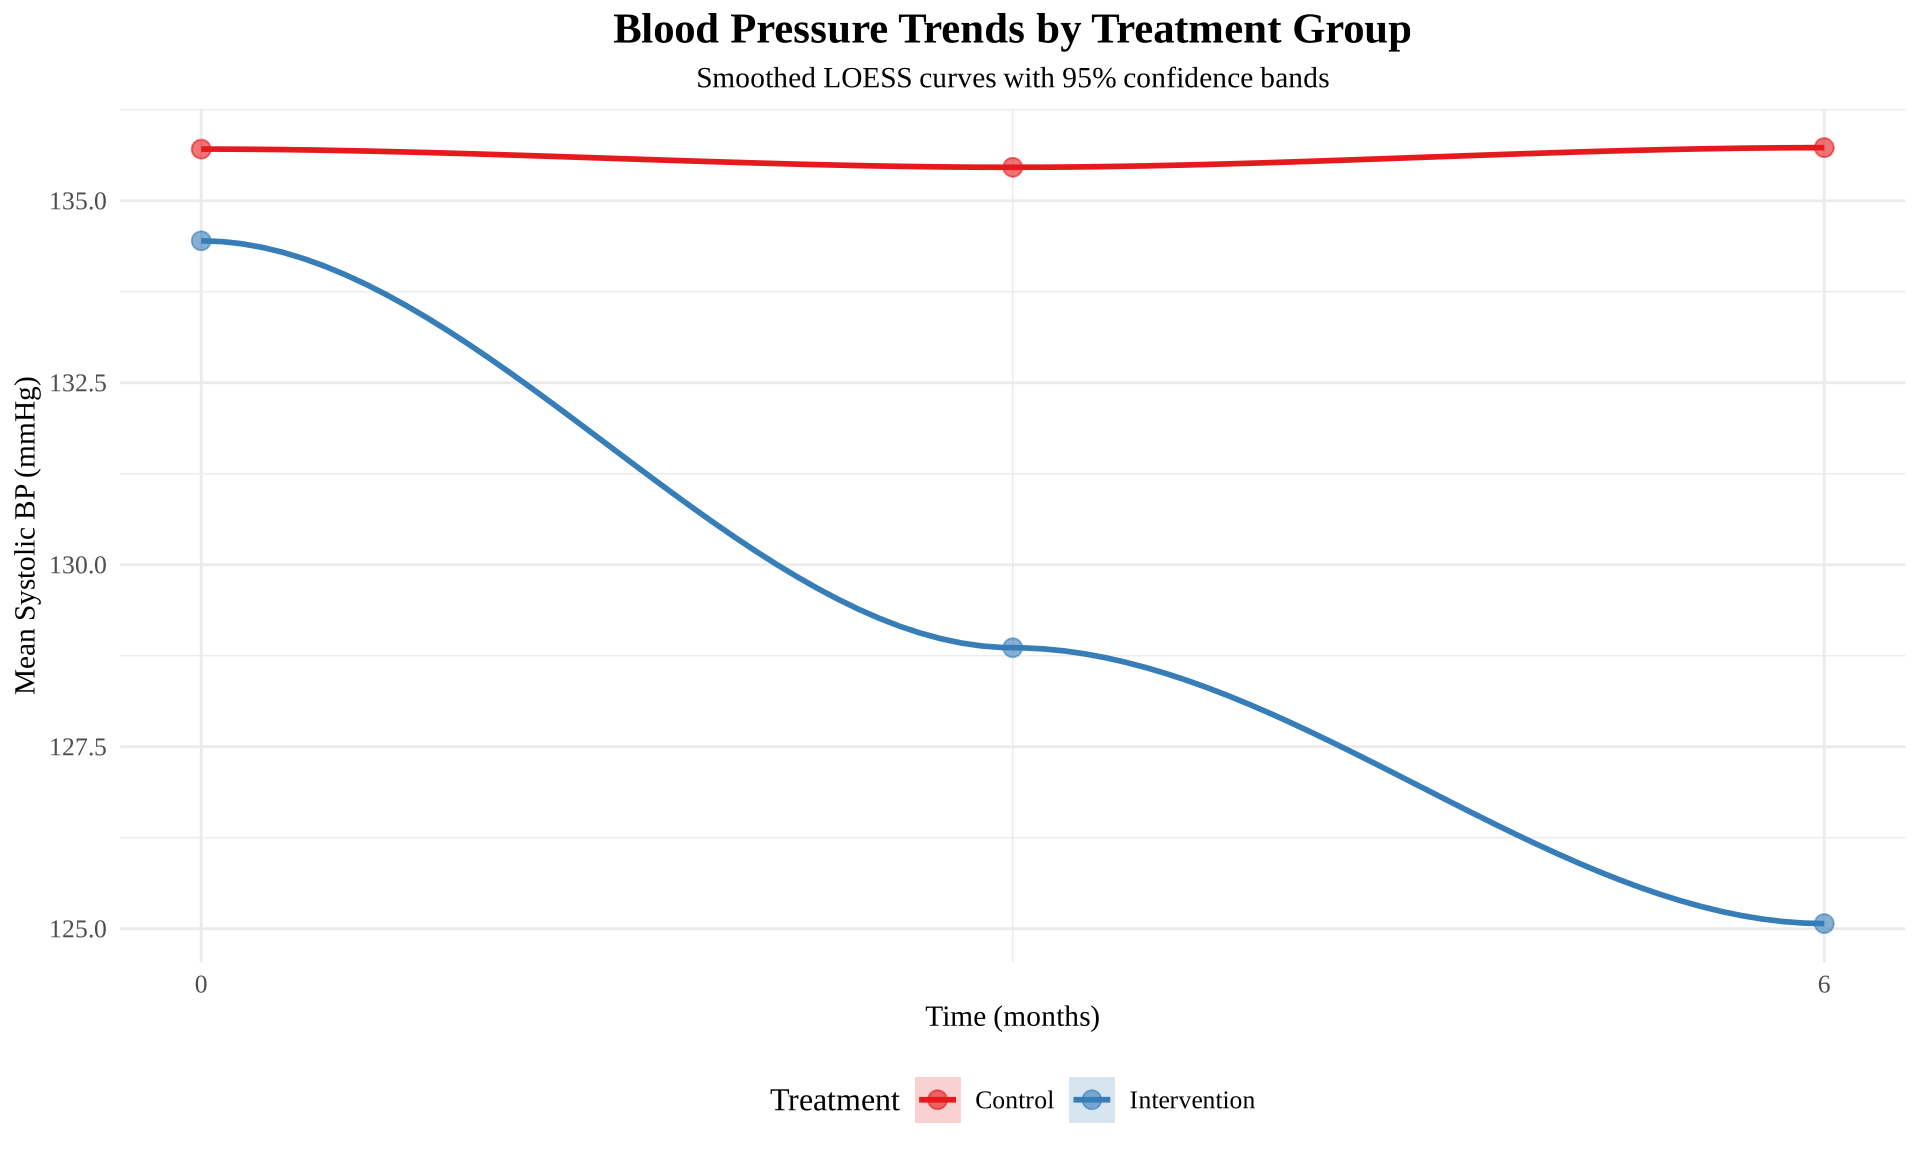 Blood Pressure Trends by Treatment Group
Smoothed LOESS curves with 95% confidence bands
Mean Systolic BP (mmHg)
135.0
132.5
130.0
127.5
125.0
0
6
Time (months)
Treatment Control Intervention